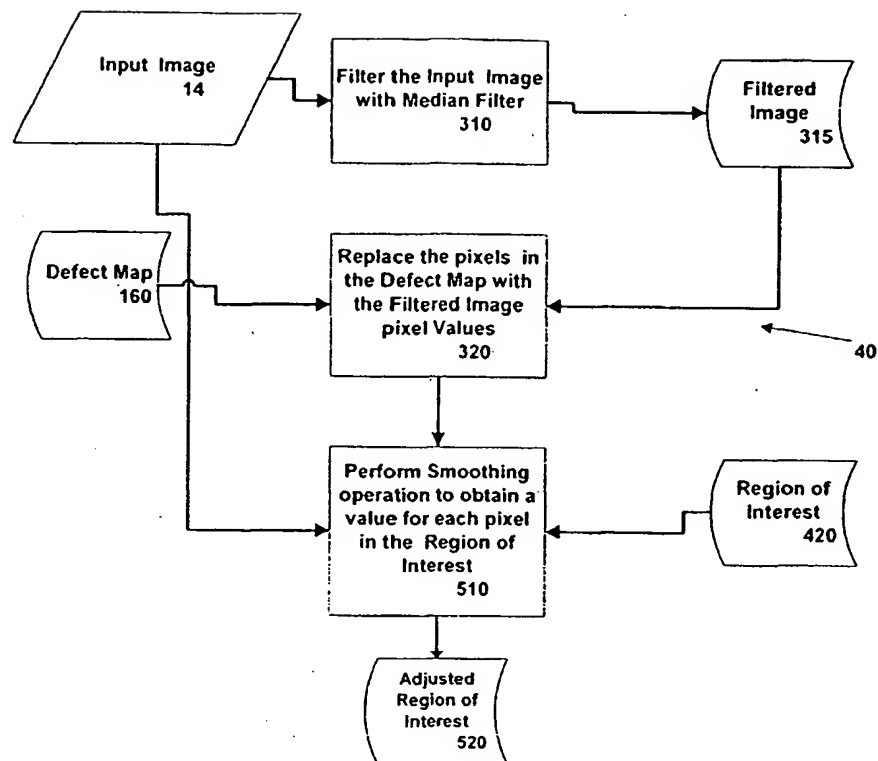 Input Image
14
Filter the Input Image
with Median Filter
310
Filtered
Image
315
Defect Map
160
Replace the pixels in
the Defect Map with
the Filtered Image
pixel Values
320
40
Perform Smoothing
operation to obtain a
value for each pixel
in the Region of
Interest
510
Region of
Interest
420
Adjusted
Region of
Interest
520